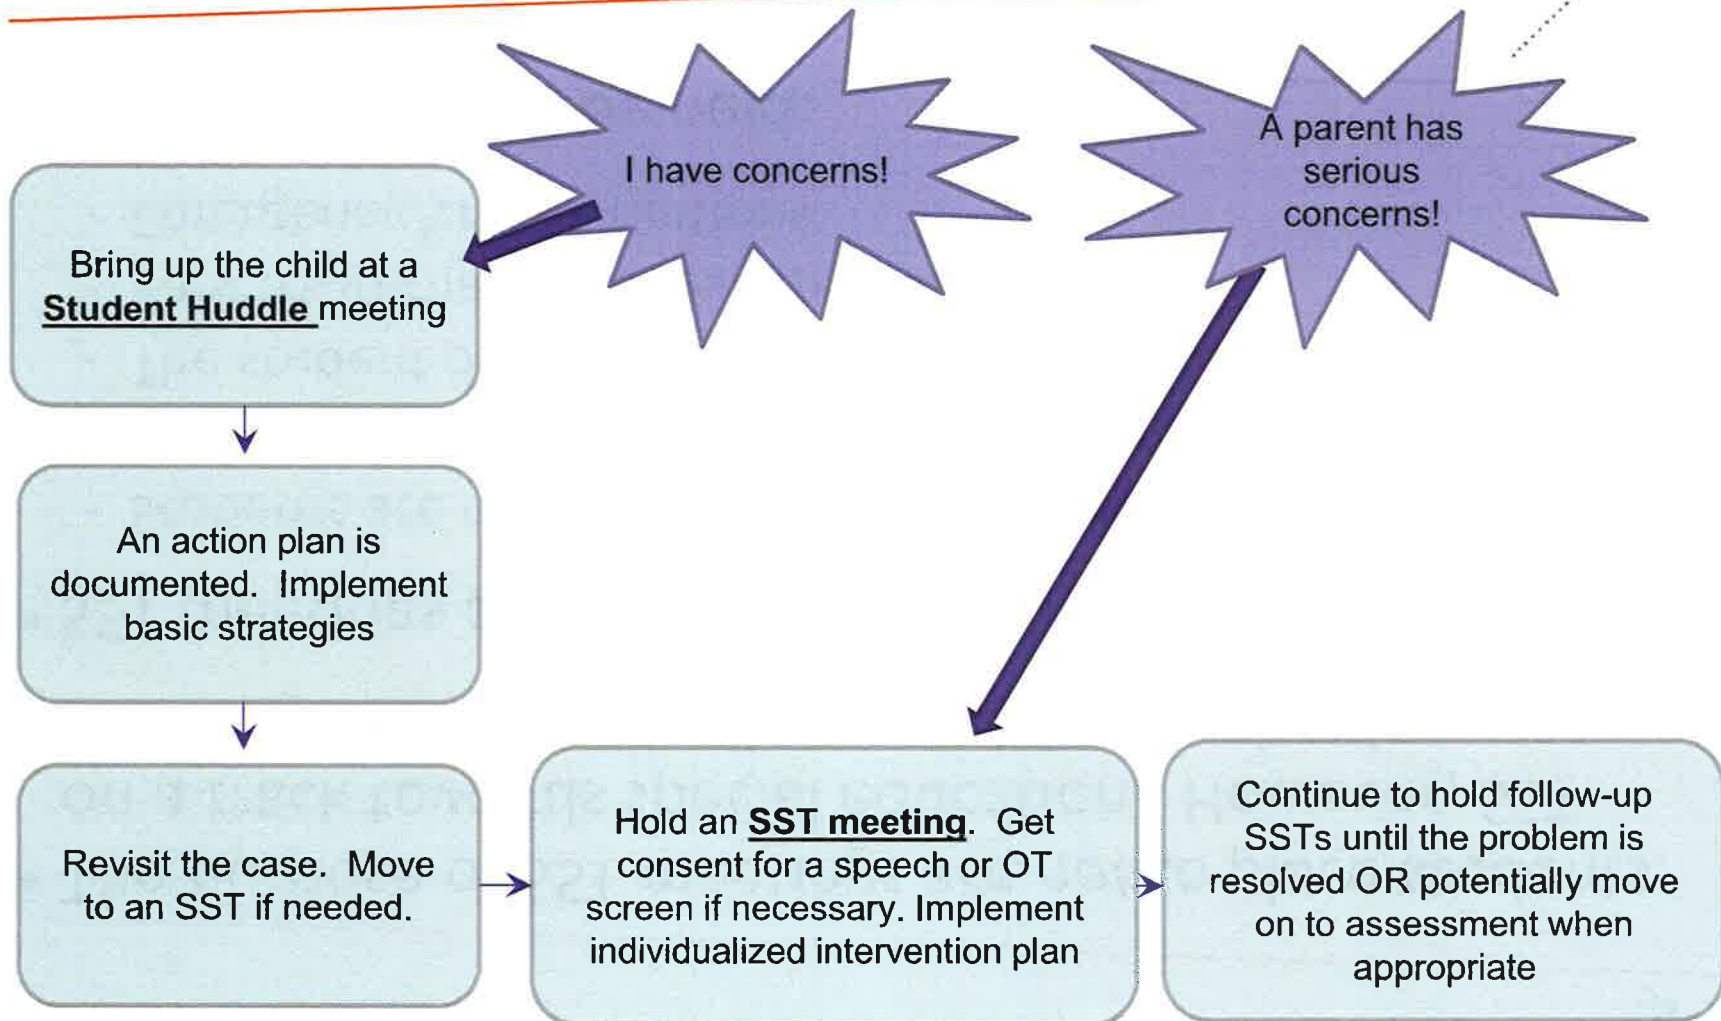 I have concerns!
A parent has
serious
concerns!
Bring up the child at a
Student Huddle meeting
An action plan is
documented.  Implement
basic strategies
Revisit the case.  Move
to an SST if needed.
Hold an SST meeting.  Get
consent for a speech or OT
screen if necessary. Implement
individualized intervention plan
Continue to hold follow-up
SSTs until the problem is
resolved OR potentially move
on to assessment when
appropriate